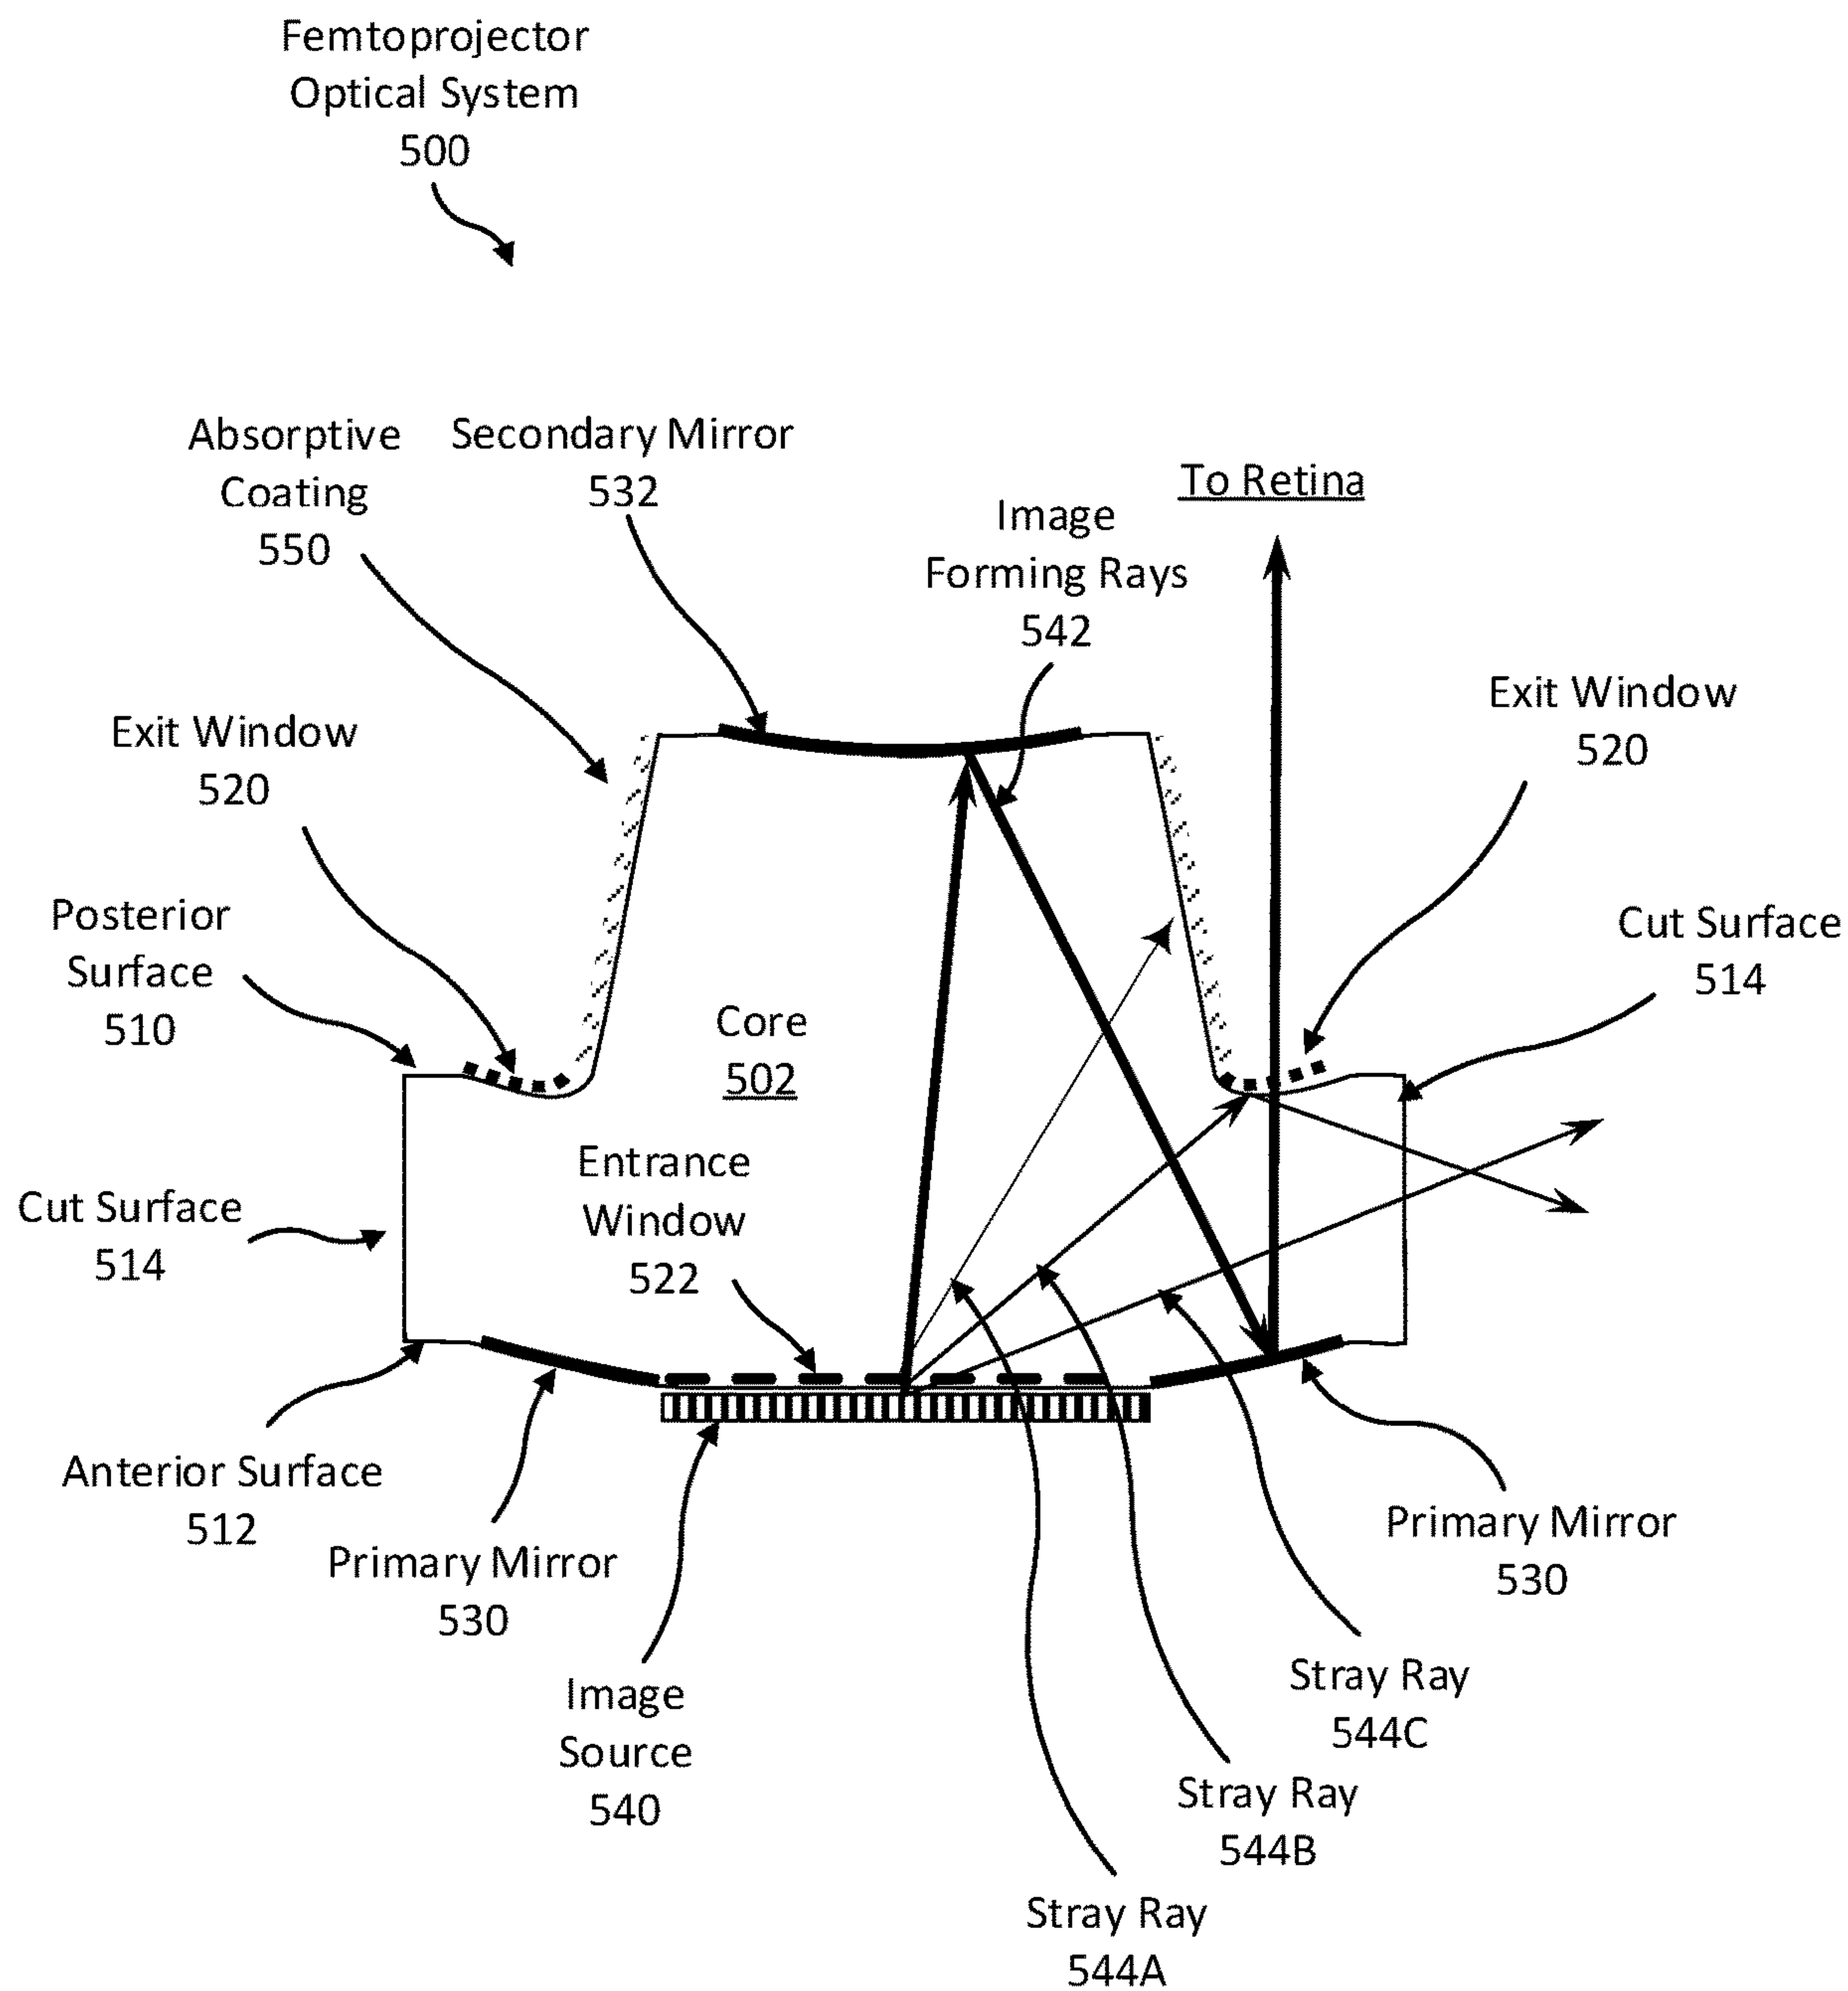 Femtoprojector
Optical System
500
Absorptive
Coating
550
Secondary Mirror
532
To Retina
Image
Forming Rays
542
Exit Window
520
Exit Window
520
Posterior
Surface
510
Cut Surface
514
Core
502
Entrance
Window
522
Cut Surface
514
Anterior Surface
512
Primary Mirror
530
Primary Mirror
530
Image
Source
540
Stray Ray
544C
Stray Ray
544B
Stray Ray
544A